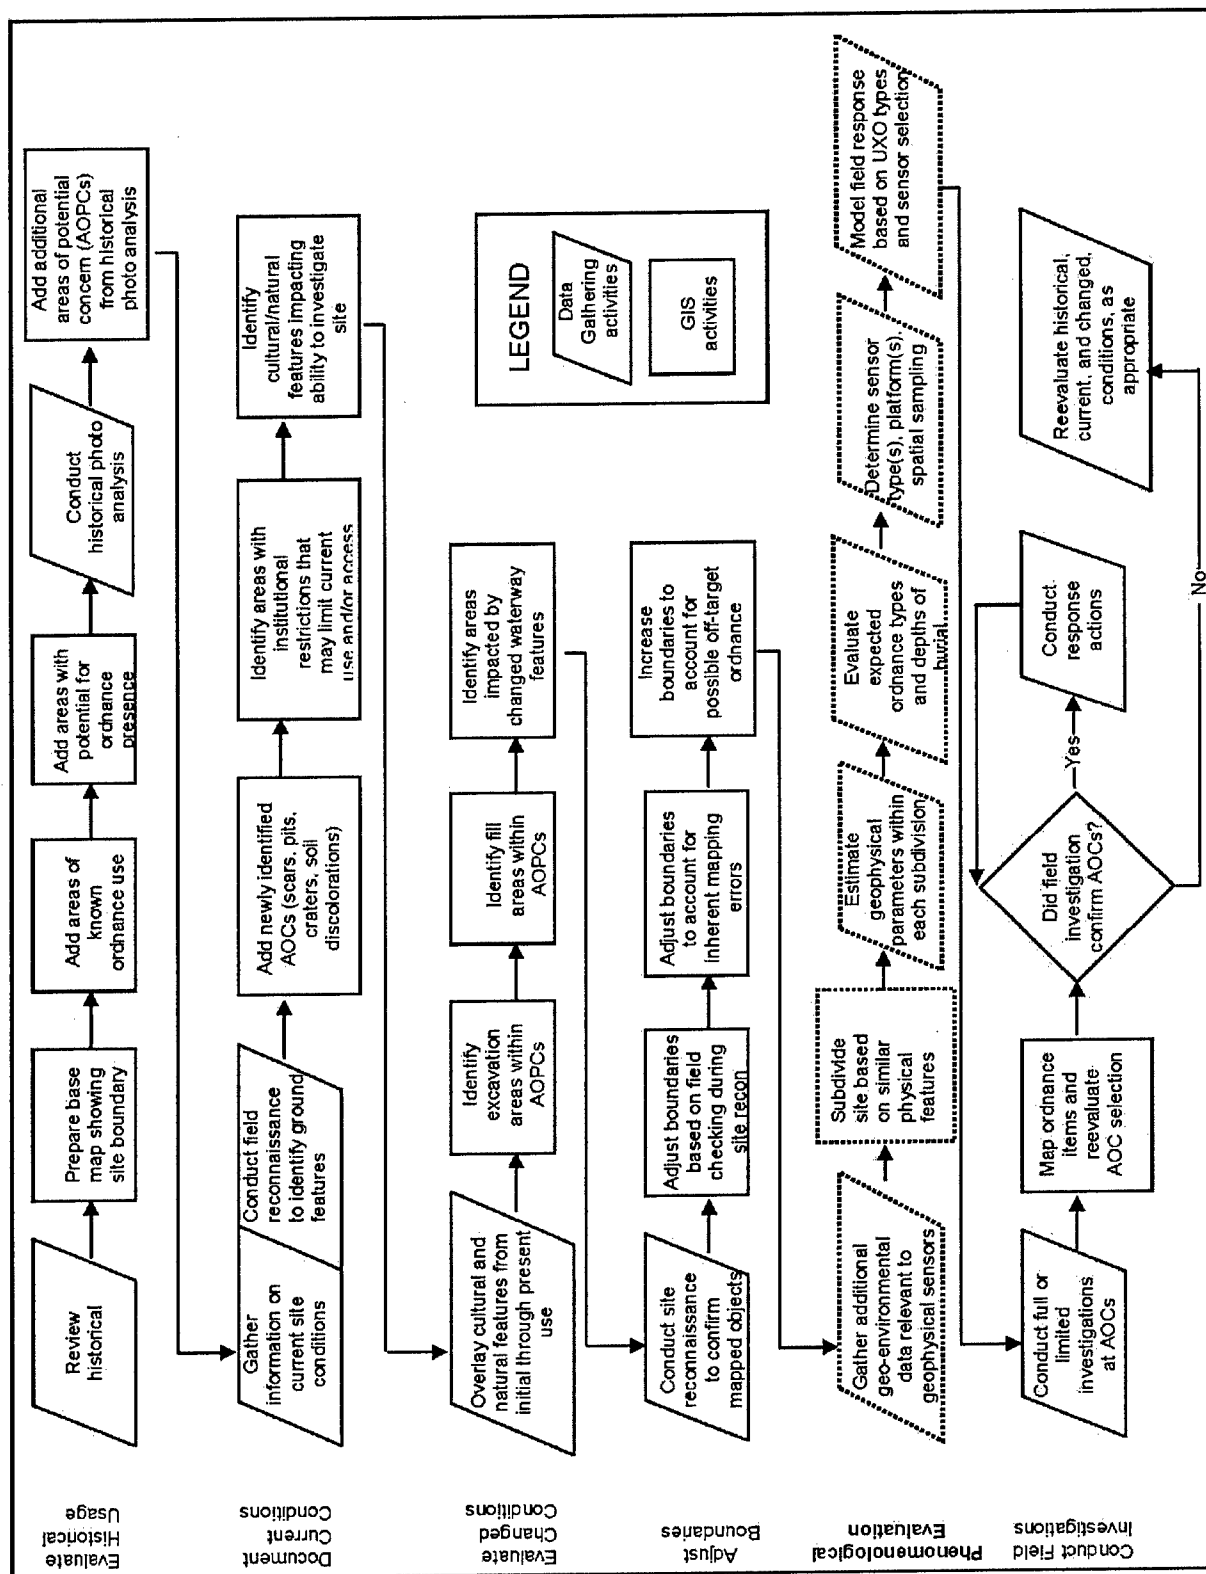 Evaluate
Historical
Usage
Review
historical
Prepare base
map showing
site boundary
Add areas of
known
ordnance use
Add areas with
potential for
ordnance
presence
Conduct
historical photo
analysis
Add additional
areas of potential
concern (AOPCs)
from historical
photo analysis
Document
Current
Conditions
Gather
information on
current site
conditions
Conduct field
reconnaissance
to identify ground
features
Add newly identified
AOCs (scars, pits,
craters, soil
discolorations)
Identify areas with
institutional
restrictions that
may limit current
use and/or access
Identify
cultural/natural
features impacting
ability to investigate
site
Evaluate
Changed
Conditions
Overlay cultural and
natural features from
initial through present
use
Identify
excavation
areas within
AOPCs
Identify fill
areas within
AOPCs
Identify areas
impacted by
changed waterway
features
LEGEND
Data
Gathering
activities
GIS
activities
Adjust
Boundaries
Conduct site
reconnaissance
to confirm
mapped objects
Adjust boundaries
based on field
checking during
site recon
Adjust boundaries
to account for
inherent mapping
errors
Increase
boundaries to
account for
possible off-target
ordnance
Phenomenological
Evaluation
Gather additional
geo-environmental
data relevant to
geophysical sensors
Subdivide
site based
on similar
physical
features
Estimate
geophysical
parameters within
each subdivision
Evaluate
expected
ordnance types
and depths of
burial
Determine sensor
type(s), platform(s),
spatial sampling
Model field response
based on UXO types
and sensor selection
Conduct Field
Investigations
Conduct full or
limited
investigations
at AOCs
Map ordnance
items and
reevaluate
AOC selection
Did field
investigation
confirm AOCs?
Yes
Conduct
response
actions
No
Reevaluate historical,
current, and changed,
conditions, as
appropriate